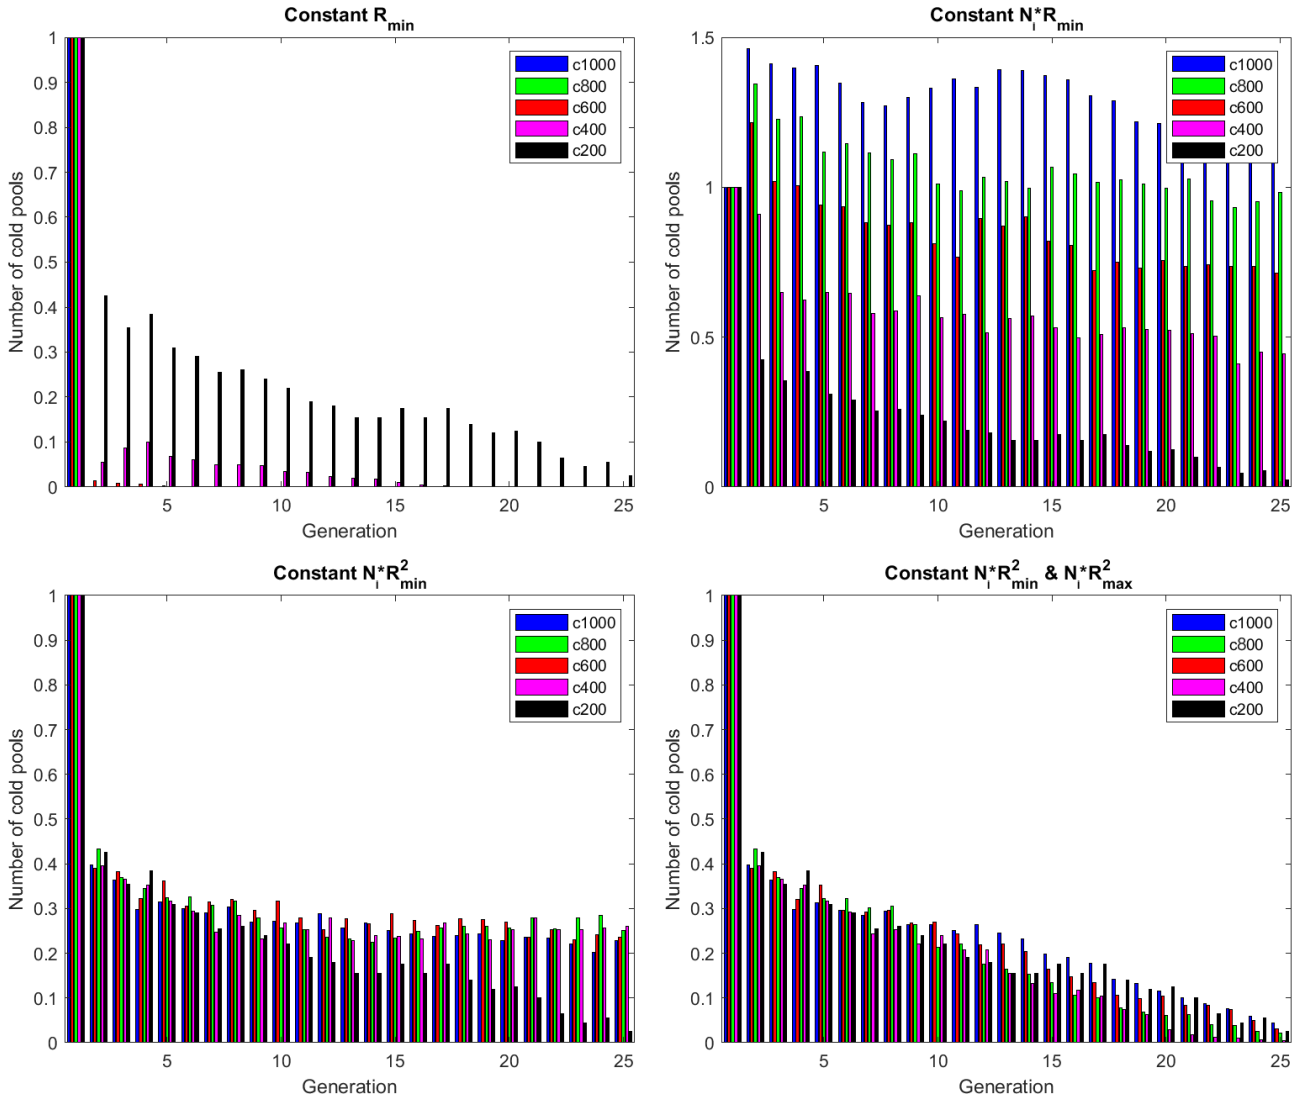 Constant R_min
1
0.9
0.8
0.7
0.6
0.5
0.4
0.3
0.2
0.1
0
Number of cold pools
c1000
c800
c600
c400
c200
5 10 15 20 25
Generation
Constant N_i*R_min
1.5
1
0.5
0
Number of cold pools
c1000
c800
c600
c400
c200
5 10 15 20 25
Generation
Constant N_i*R²_min
1
0.9
0.8
0.7
0.6
0.5
0.4
0.3
0.2
0.1
0
Number of cold pools
c1000
c800
c600
c400
c200
5 10 15 20 25
Generation
Constant N_i*R²_min & N_i*R²_max
1
0.9
0.8
0.7
0.6
0.5
0.4
0.3
0.2
0.1
0
Number of cold pools
c1000
c800
c600
c400
c200
5 10 15 20 25
Generation